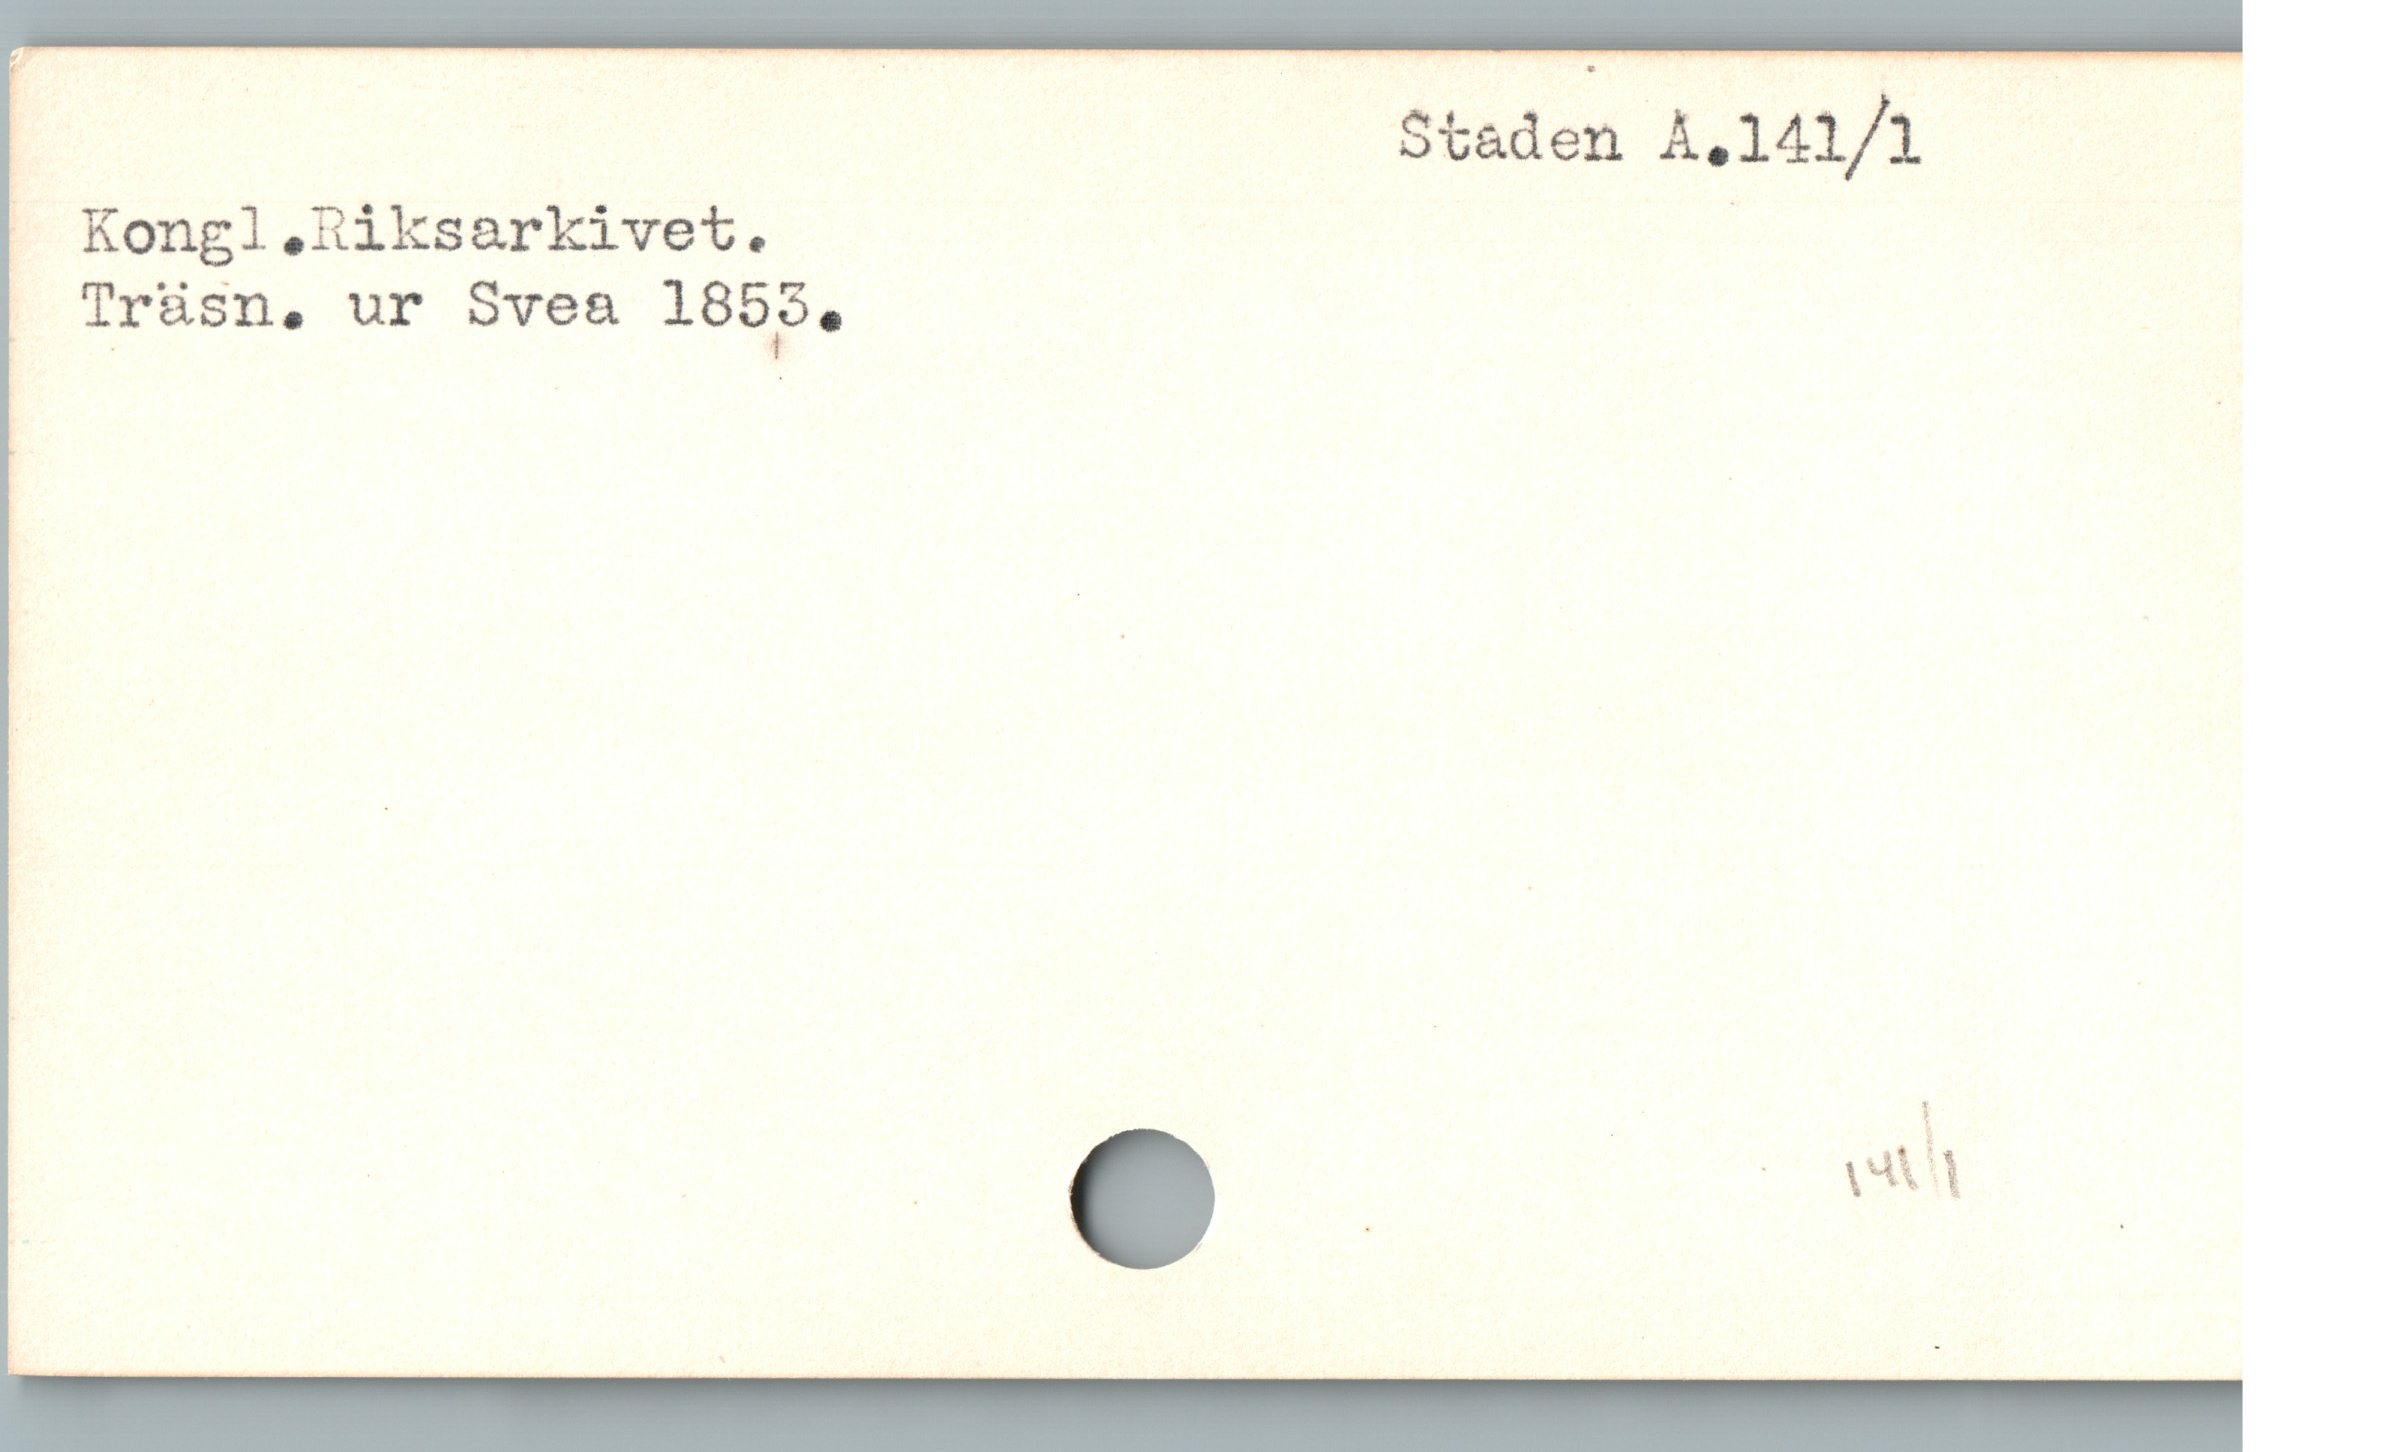 Staden A.141/1
Kongl.Riksarkivet.
Träsn. ur Svea 1853.
141/1